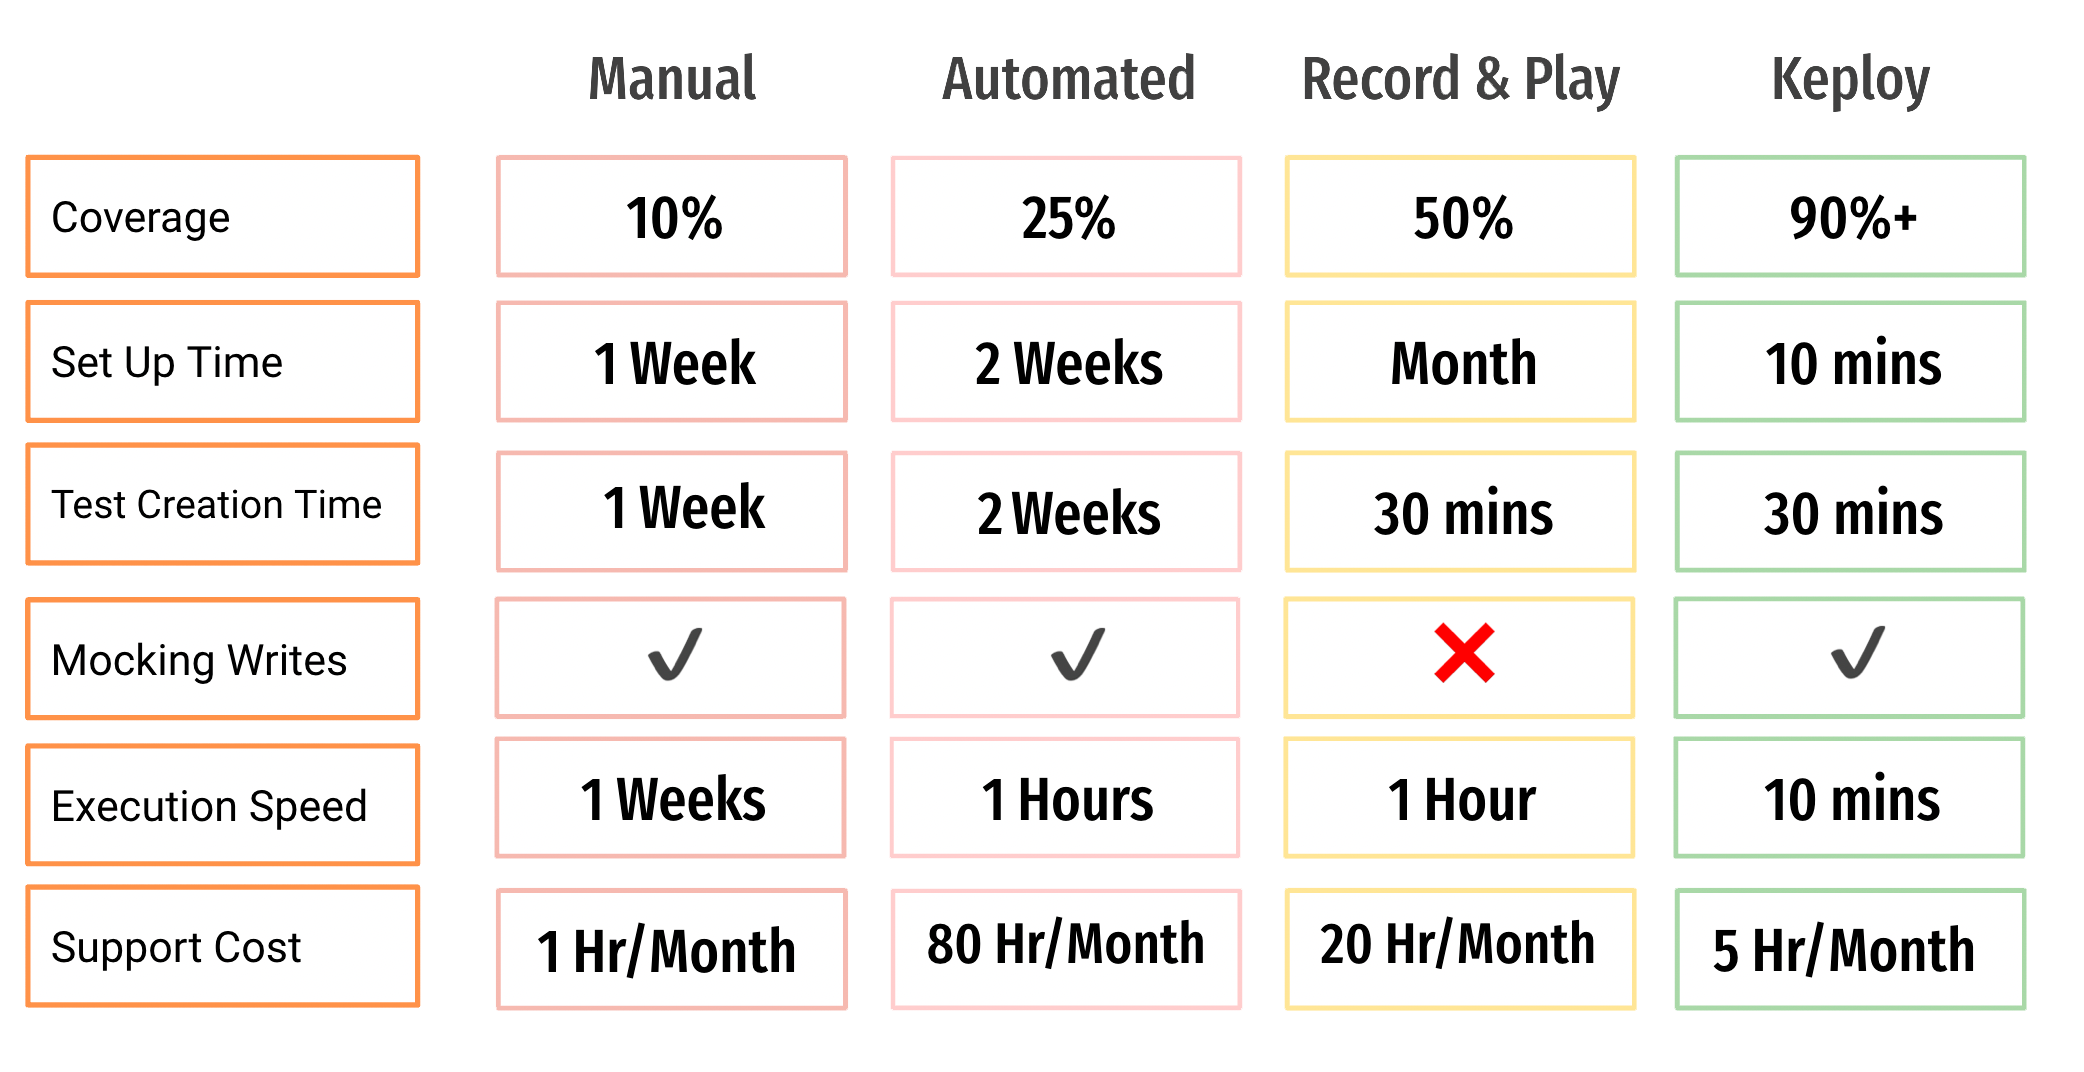 Manual Automated Record & Play Keploy
Coverage 10% 25% 50% 90%+
Set Up Time 1 Week 2 Weeks Month 10 mins
Test Creation Time 1 Week 2 Weeks 30 mins 30 mins
Mocking Writes ✔ ✔ ❌ ✔
Execution Speed 1 Weeks 1 Hours 1 Hour 10 mins
Support Cost 1 Hr/Month 80 Hr/Month 20 Hr/Month 5 Hr/Month